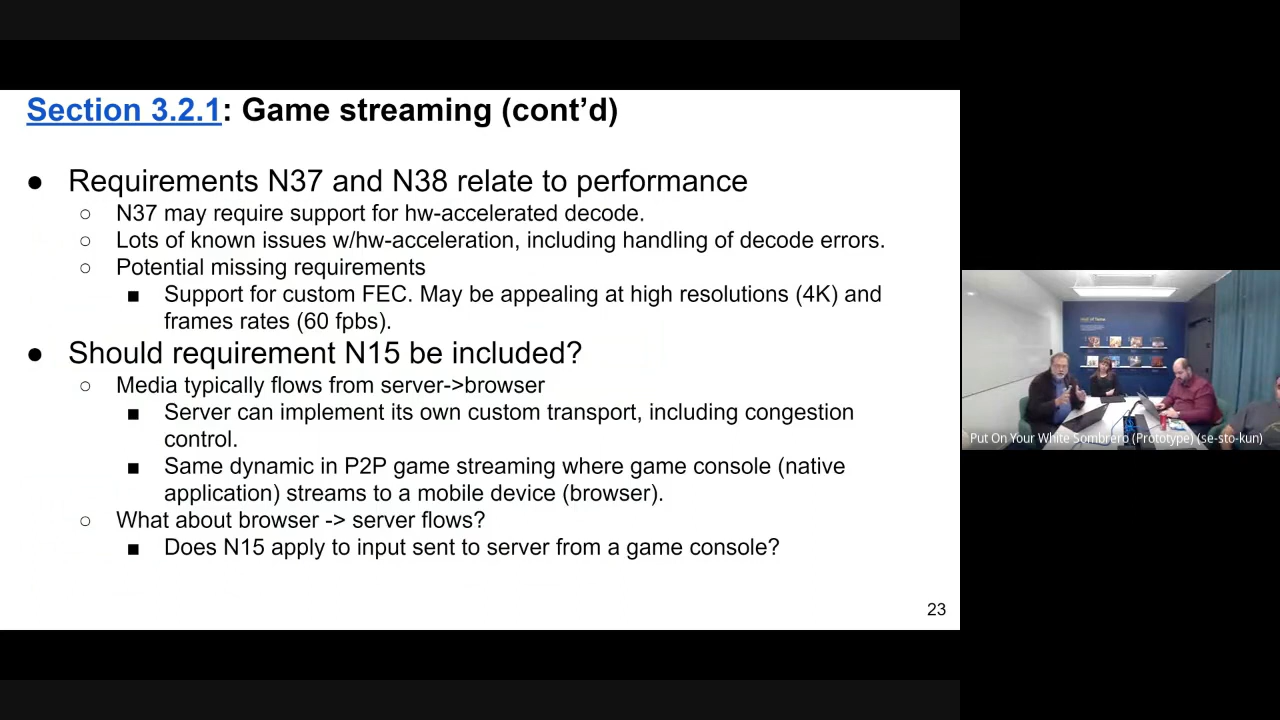 Section 3.2.1: Game streaming (cont’d)
● Requirements N37 and N38 relate to performance
○ N37 may require support for hw-accelerated decode.
○ Lots of known issues w/hw-acceleration, including handling of decode errors.
○ Potential missing requirements
■ Support for custom FEC. May be appealing at high resolutions (4K) and
frames rates (60 fpbs).
● Should requirement N15 be included?
○ Media typically flows from server->browser
■ Server can implement its own custom transport, including congestion
control.
■ Same dynamic in P2P game streaming where game console (native
application) streams to a mobile device (browser).
○ What about browser -> server flows?
■ Does N15 apply to input sent to server from a game console?
23
Put On Your White Sombrero (Prototype) (se-sto-kun)